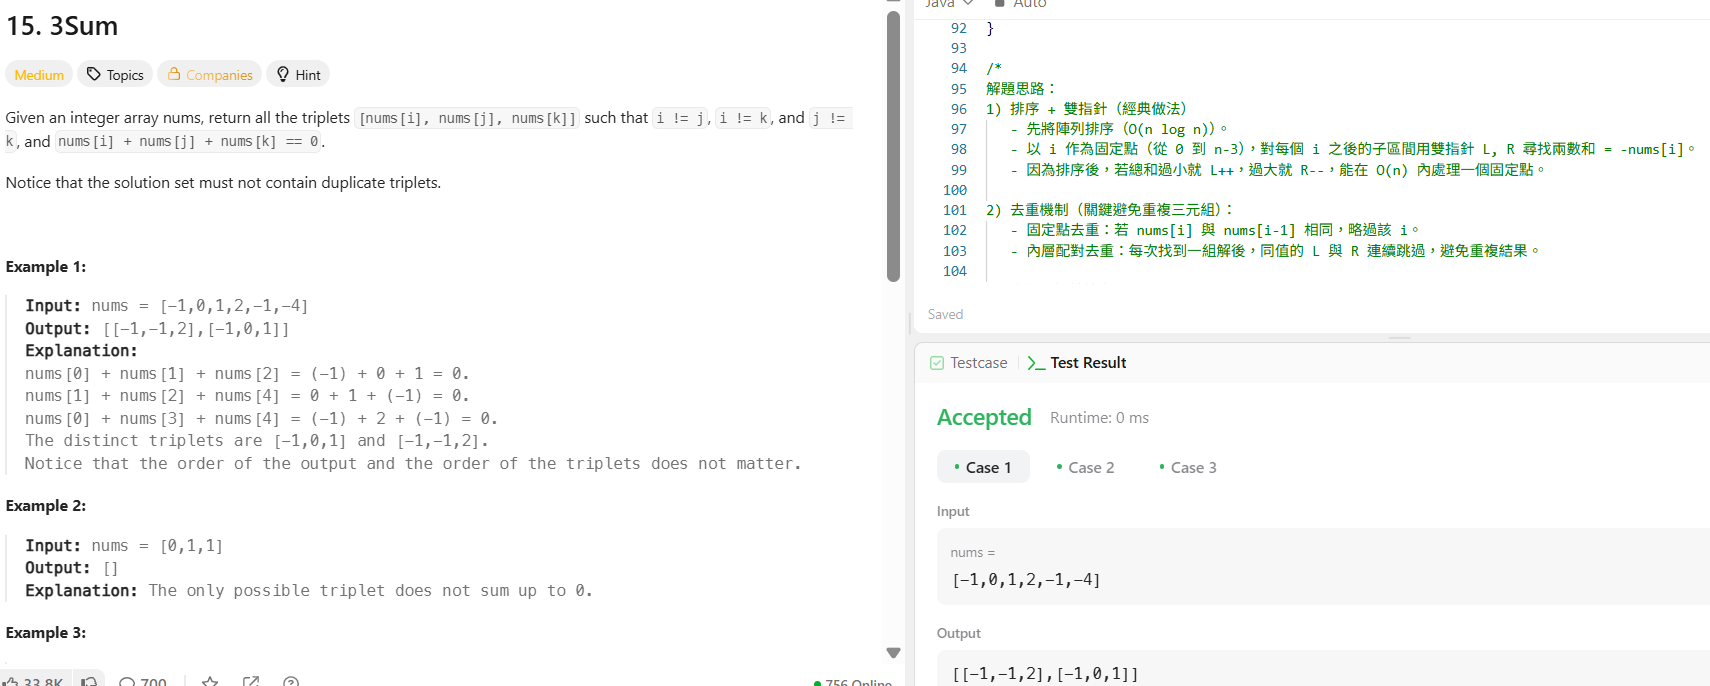 15. 3Sum
Medium
Topics
Companies
Hint
Given an integer array nums, return all the triplets [nums[i], nums[j], nums[k]] such that i != j, i != k, and j !=
k, and nums[i] + nums[j] + nums[k] == 0.
Notice that the solution set must not contain duplicate triplets.
Example 1:
Input: nums = [-1,0,1,2,-1,-4]
Output: [[-1,-1,2],[-1,0,1]]
Explanation:
nums[0] + nums[1] + nums[2] = (-1) + 0 + 1 = 0.
nums[1] + nums[2] + nums[4] = 0 + 1 + (-1) = 0.
nums[0] + nums[3] + nums[4] = (-1) + 2 + (-1) = 0.
The distinct triplets are [-1,0,1] and [-1,-1,2].
Notice that the order of the output and the order of the triplets does not matter.
Example 2:
Input: nums = [0,1,1]
Output: []
Explanation: The only possible triplet does not sum up to 0.
Example 3:
33.8K
700
756 Online
Java
Auto
92 }
93
94 /*
95 解題思路：
96 1) 排序 + 雙指針（經典做法）
97 - 先將陣列排序（O(n log n)）。
98 - 以 i 作為固定點（從 0 到 n-3），對每個 i 之後的子區間用雙指針 L, R 尋找兩數和 = -nums[i]。
99 - 因為排序後，若總和過小就 L++，過大就 R--，能在 O(n) 內處理一個固定點。
100
101 2) 去重機制（關鍵避免重複三元組）：
102 - 固定點去重：若 nums[i] 與 nums[i-1] 相同，略過該 i。
103 - 內層配對去重：每次找到一組解後，同值的 L 與 R 連續跳過，避免重複結果。
104
Saved
Testcase
Test Result
Accepted
Runtime: 0 ms
Case 1
Case 2
Case 3
Input
nums =
[-1,0,1,2,-1,-4]
Output
[[-1,-1,2],[-1,0,1]]